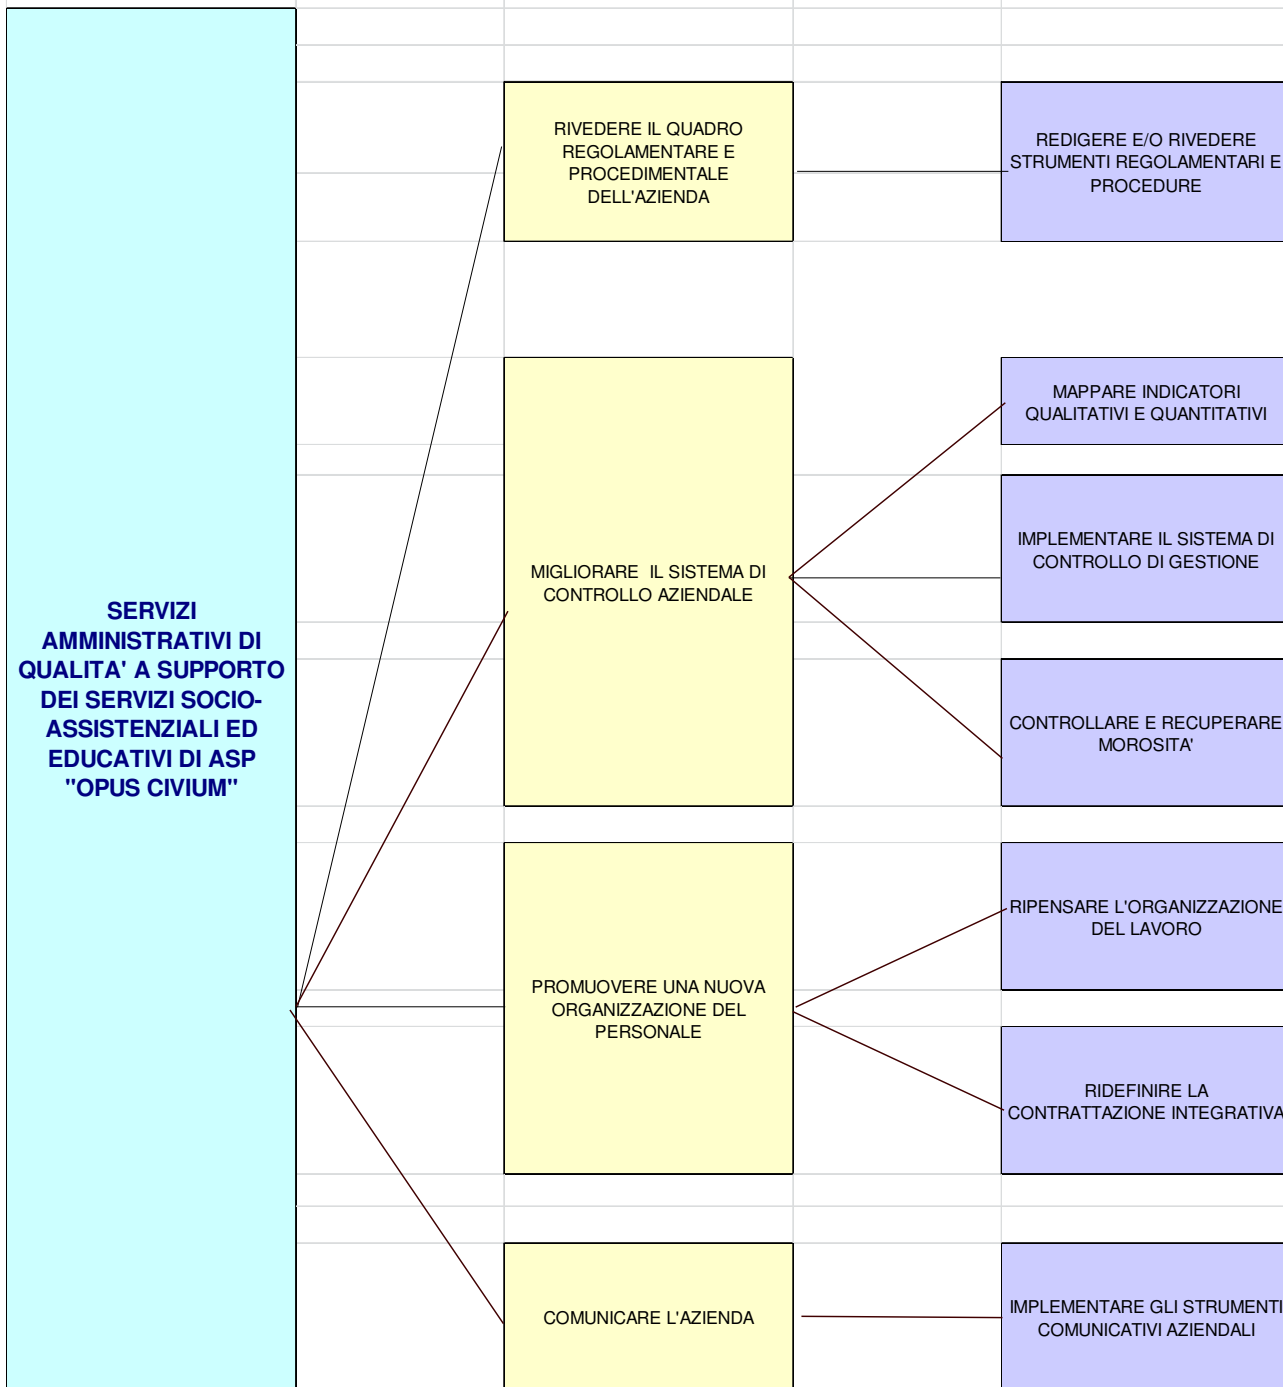 SERVIZI
AMMINISTRATIVI DI
QUALITA' A SUPPORTO
DEI SERVIZI SOCIO-
ASSISTENZIALI ED
EDUCATIVI DI ASP
"OPUS CIVIUM"
RIVEDERE IL QUADRO
REGOLAMENTARE E
PROCEDIMENTALE
DELL'AZIENDA
REDIGERE E/O RIVEDERE
STRUMENTI REGOLAMENTARI E
PROCEDURE
MIGLIORARE  IL SISTEMA DI
CONTROLLO AZIENDALE
MAPPARE INDICATORI
QUALITATIVI E QUANTITATIVI
IMPLEMENTARE IL SISTEMA DI
CONTROLLO DI GESTIONE
CONTROLLARE E RECUPERARE
MOROSITA'
PROMUOVERE UNA NUOVA
ORGANIZZAZIONE DEL
PERSONALE
RIPENSARE L'ORGANIZZAZIONE
DEL LAVORO
RIDEFINIRE LA
CONTRATTAZIONE INTEGRATIVA
COMUNICARE L'AZIENDA
IMPLEMENTARE GLI STRUMENTI
COMUNICATIVI AZIENDALI